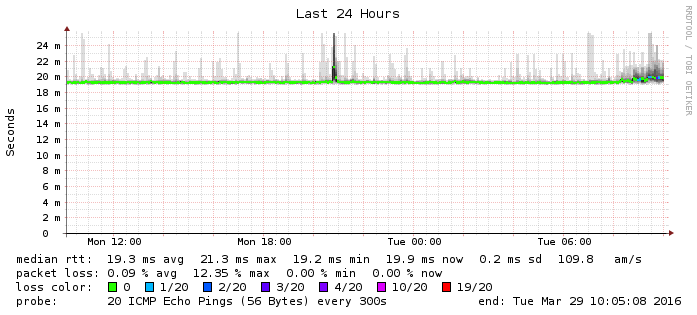 Last 24 Hours
RRDTOOL / TOBI OETIKER
Seconds
24 m
22 m
20 m
18 m
16 m
14 m
12 m
10 m
8 m
6 m
4 m
2 m
0
Mon 12:00 Mon 18:00 Tue 00:00 Tue 06:00
median rtt: 19.3 ms avg 21.3 ms max 19.2 ms min 19.9 ms now 0.2 ms sd 109.8 am/s
packet loss: 0.09 % avg 12.35 % max 0.00 % min 0.00 % now
loss color: 0 1/20 2/20 3/20 4/20 10/20 19/20
probe: 20 ICMP Echo Pings (56 Bytes) every 300s end: Tue Mar 29 10:05:08 2016